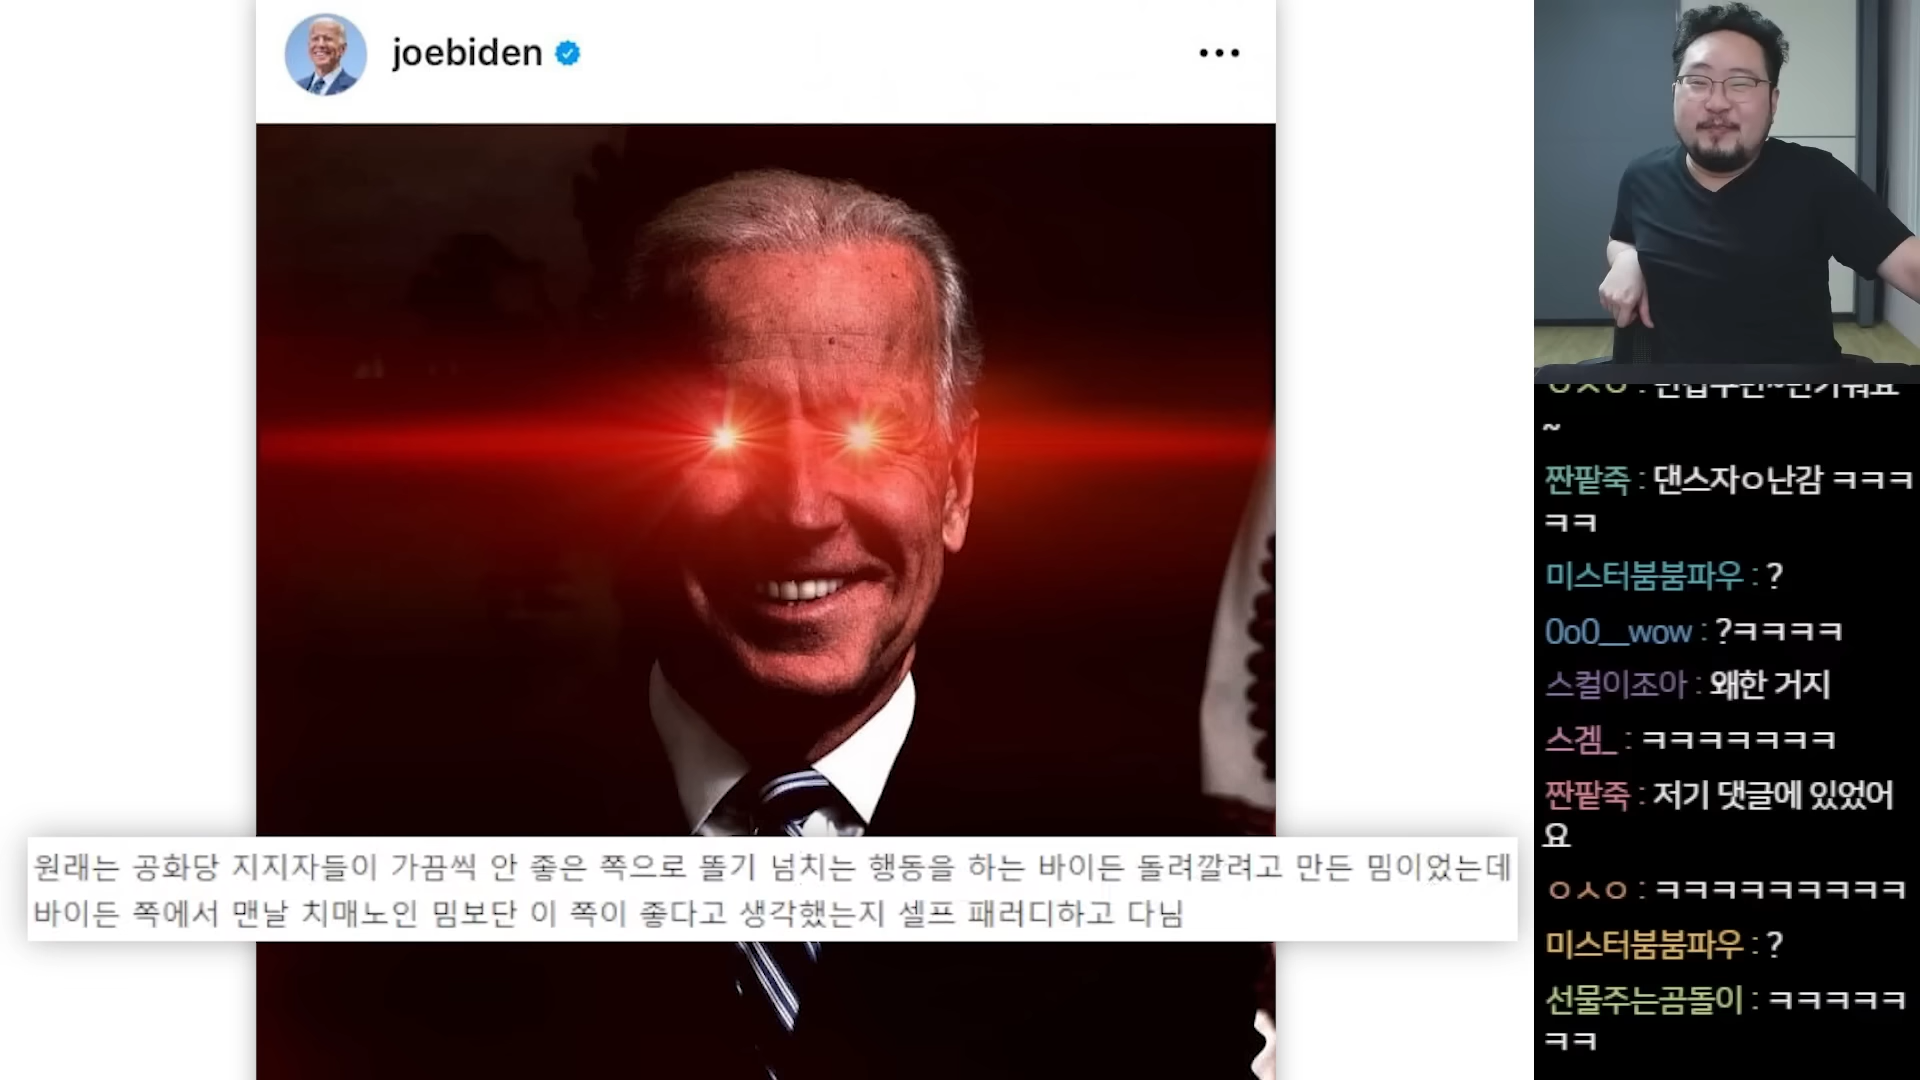 joebiden
원래는 공화당 지지자들이 가끔씩 안 좋은 쪽으로 똘기 넘치는 행동을 하는 바이든 돌려깔려고 만든 밈이었는데
바이든 쪽에서 맨날 치매노인 밈보단 이 쪽이 좋다고 생각했는지 셀프 패러디하고 다님
~
짠팥죽 : 댄스자ㅇ난감 ㅋㅋㅋ
ㅋㅋ
미스터붐붐파우 : ?
0o0__wow : ?ㅋㅋㅋㅋ
스컬이조아 : 왜한 거지
스겜_ : ㅋㅋㅋㅋㅋㅋㅋ
짠팥죽 : 저기 댓글에 있었어
요
ㅇㅅㅇ : ㅋㅋㅋㅋㅋㅋㅋㅋㅋ
미스터붐붐파우 : ?
선물주는곰돌이 : ㅋㅋㅋㅋㅋ
ㅋㅋ